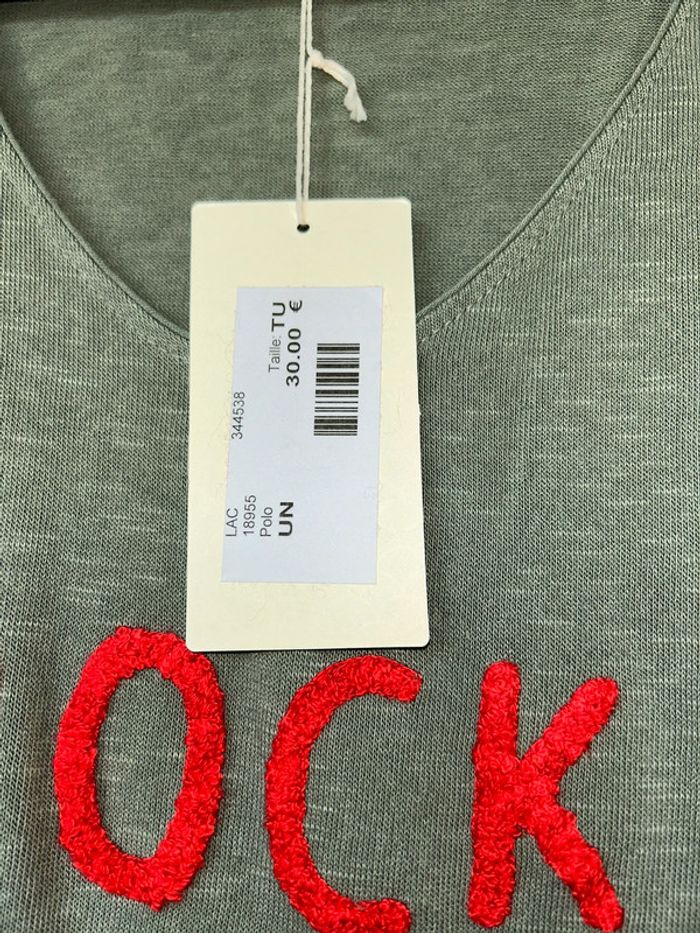 LAC 344538
18955
Polo Taille: TU
UN 30.00 €
OCK